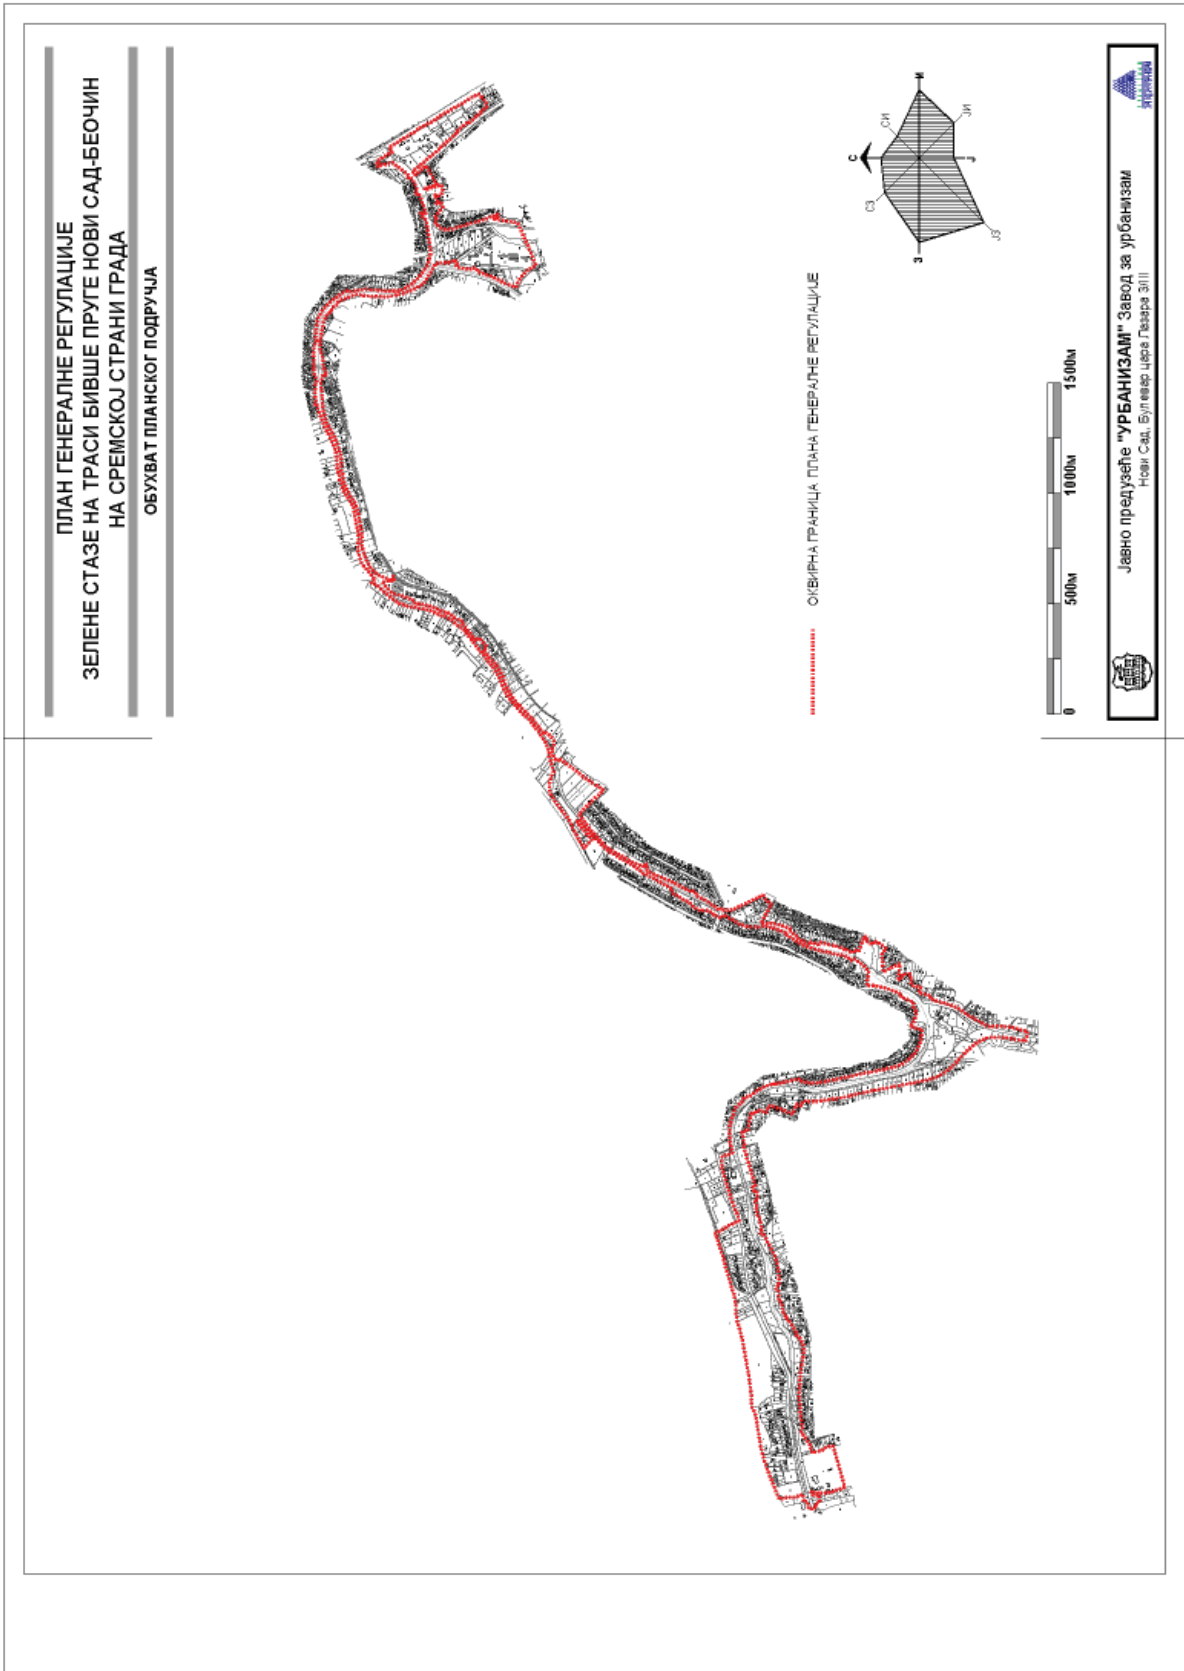 ПЛАН ГЕНЕРАЛНЕ РЕГУЛАЦИЈЕ
ЗЕЛЕНЕ СТАЗЕ НА ТРАСИ БИВШЕ ПРУГЕ НОВИ САД-БЕОЧИН
НА СРЕМСКОЈ СТРАНИ ГРАДА
ОБУХВАТ ПЛАНСКОГ ПОДРУЧЈА
С
СИ
И
ЈИ
Ј
ЈЗ
З
СЗ
ОКВИРНА ГРАНИЦА ПЛАНА ГЕНЕРАЛНЕ РЕГУЛАЦИЈЕ
0 500м 1000м 1500м
Јавно предузеће "УРБАНИЗАМ" Завод за урбанизам
Нови Сад, Булевар цара Лазара 3/III